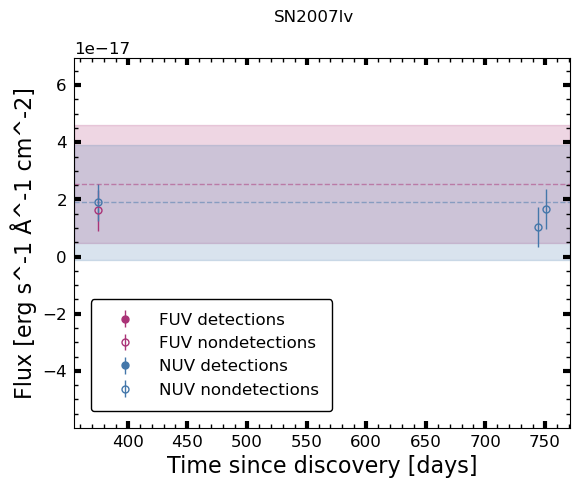 SN2007lv
1e−17
Flux [erg s^-1 Å^-1 cm^-2]
6
4
2
0
−2
−4
FUV detections
FUV nondetections
NUV detections
NUV nondetections
400 450 500 550 600 650 700 750
Time since discovery [days]